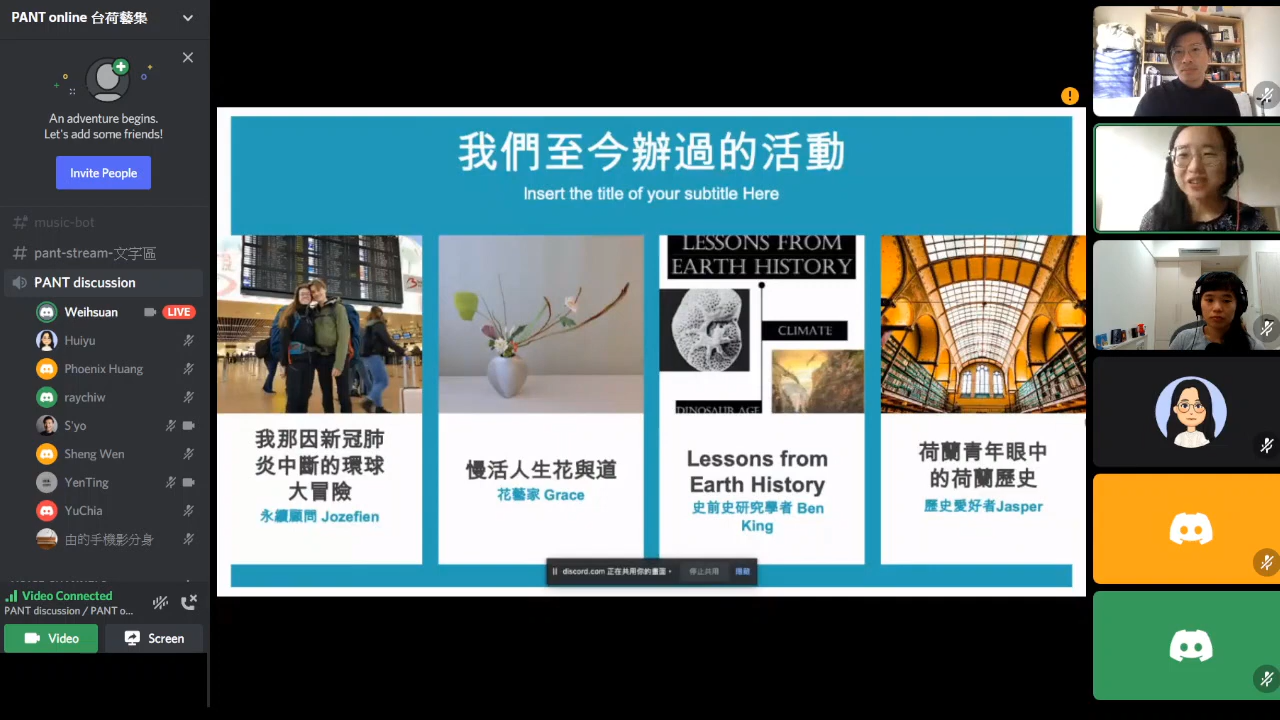 PANT online 台荷藝集
An adventure begins.
Let's add some friends!
Invite People
music-bot
pant-stream-文字區
PANT discussion
Weihsuan
LIVE
Huiyu
Phoenix Huang
raychiw
S'yo
Sheng Wen
YenTing
YuChia
由的手機影分身
Video Connected
PANT discussion / PANT o...
Video
Screen
我們至今辦過的活動
Insert the title of your subtitle Here
LESSONS FROM
EARTH HISTORY
CLIMATE
DINOSAUR AGE
我那因新冠肺
炎中斷的環球
大冒險
永續顧問 Jozefien
慢活人生花與道
花藝家 Grace
Lessons from
Earth History
史前史研究學者 Ben
King
荷蘭青年眼中
的荷蘭歷史
歷史愛好者Jasper
discord.com 正在共用你的畫面。
停止共用
隱藏